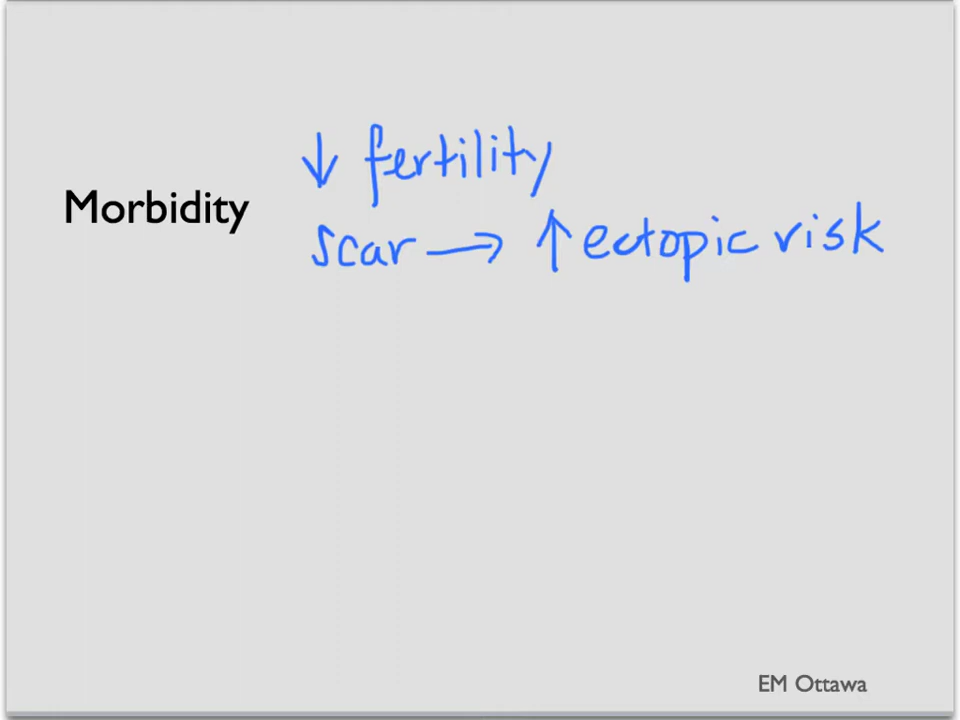 ↓ fertility
Morbidity
scar → ↑ ectopic risk
EM Ottawa